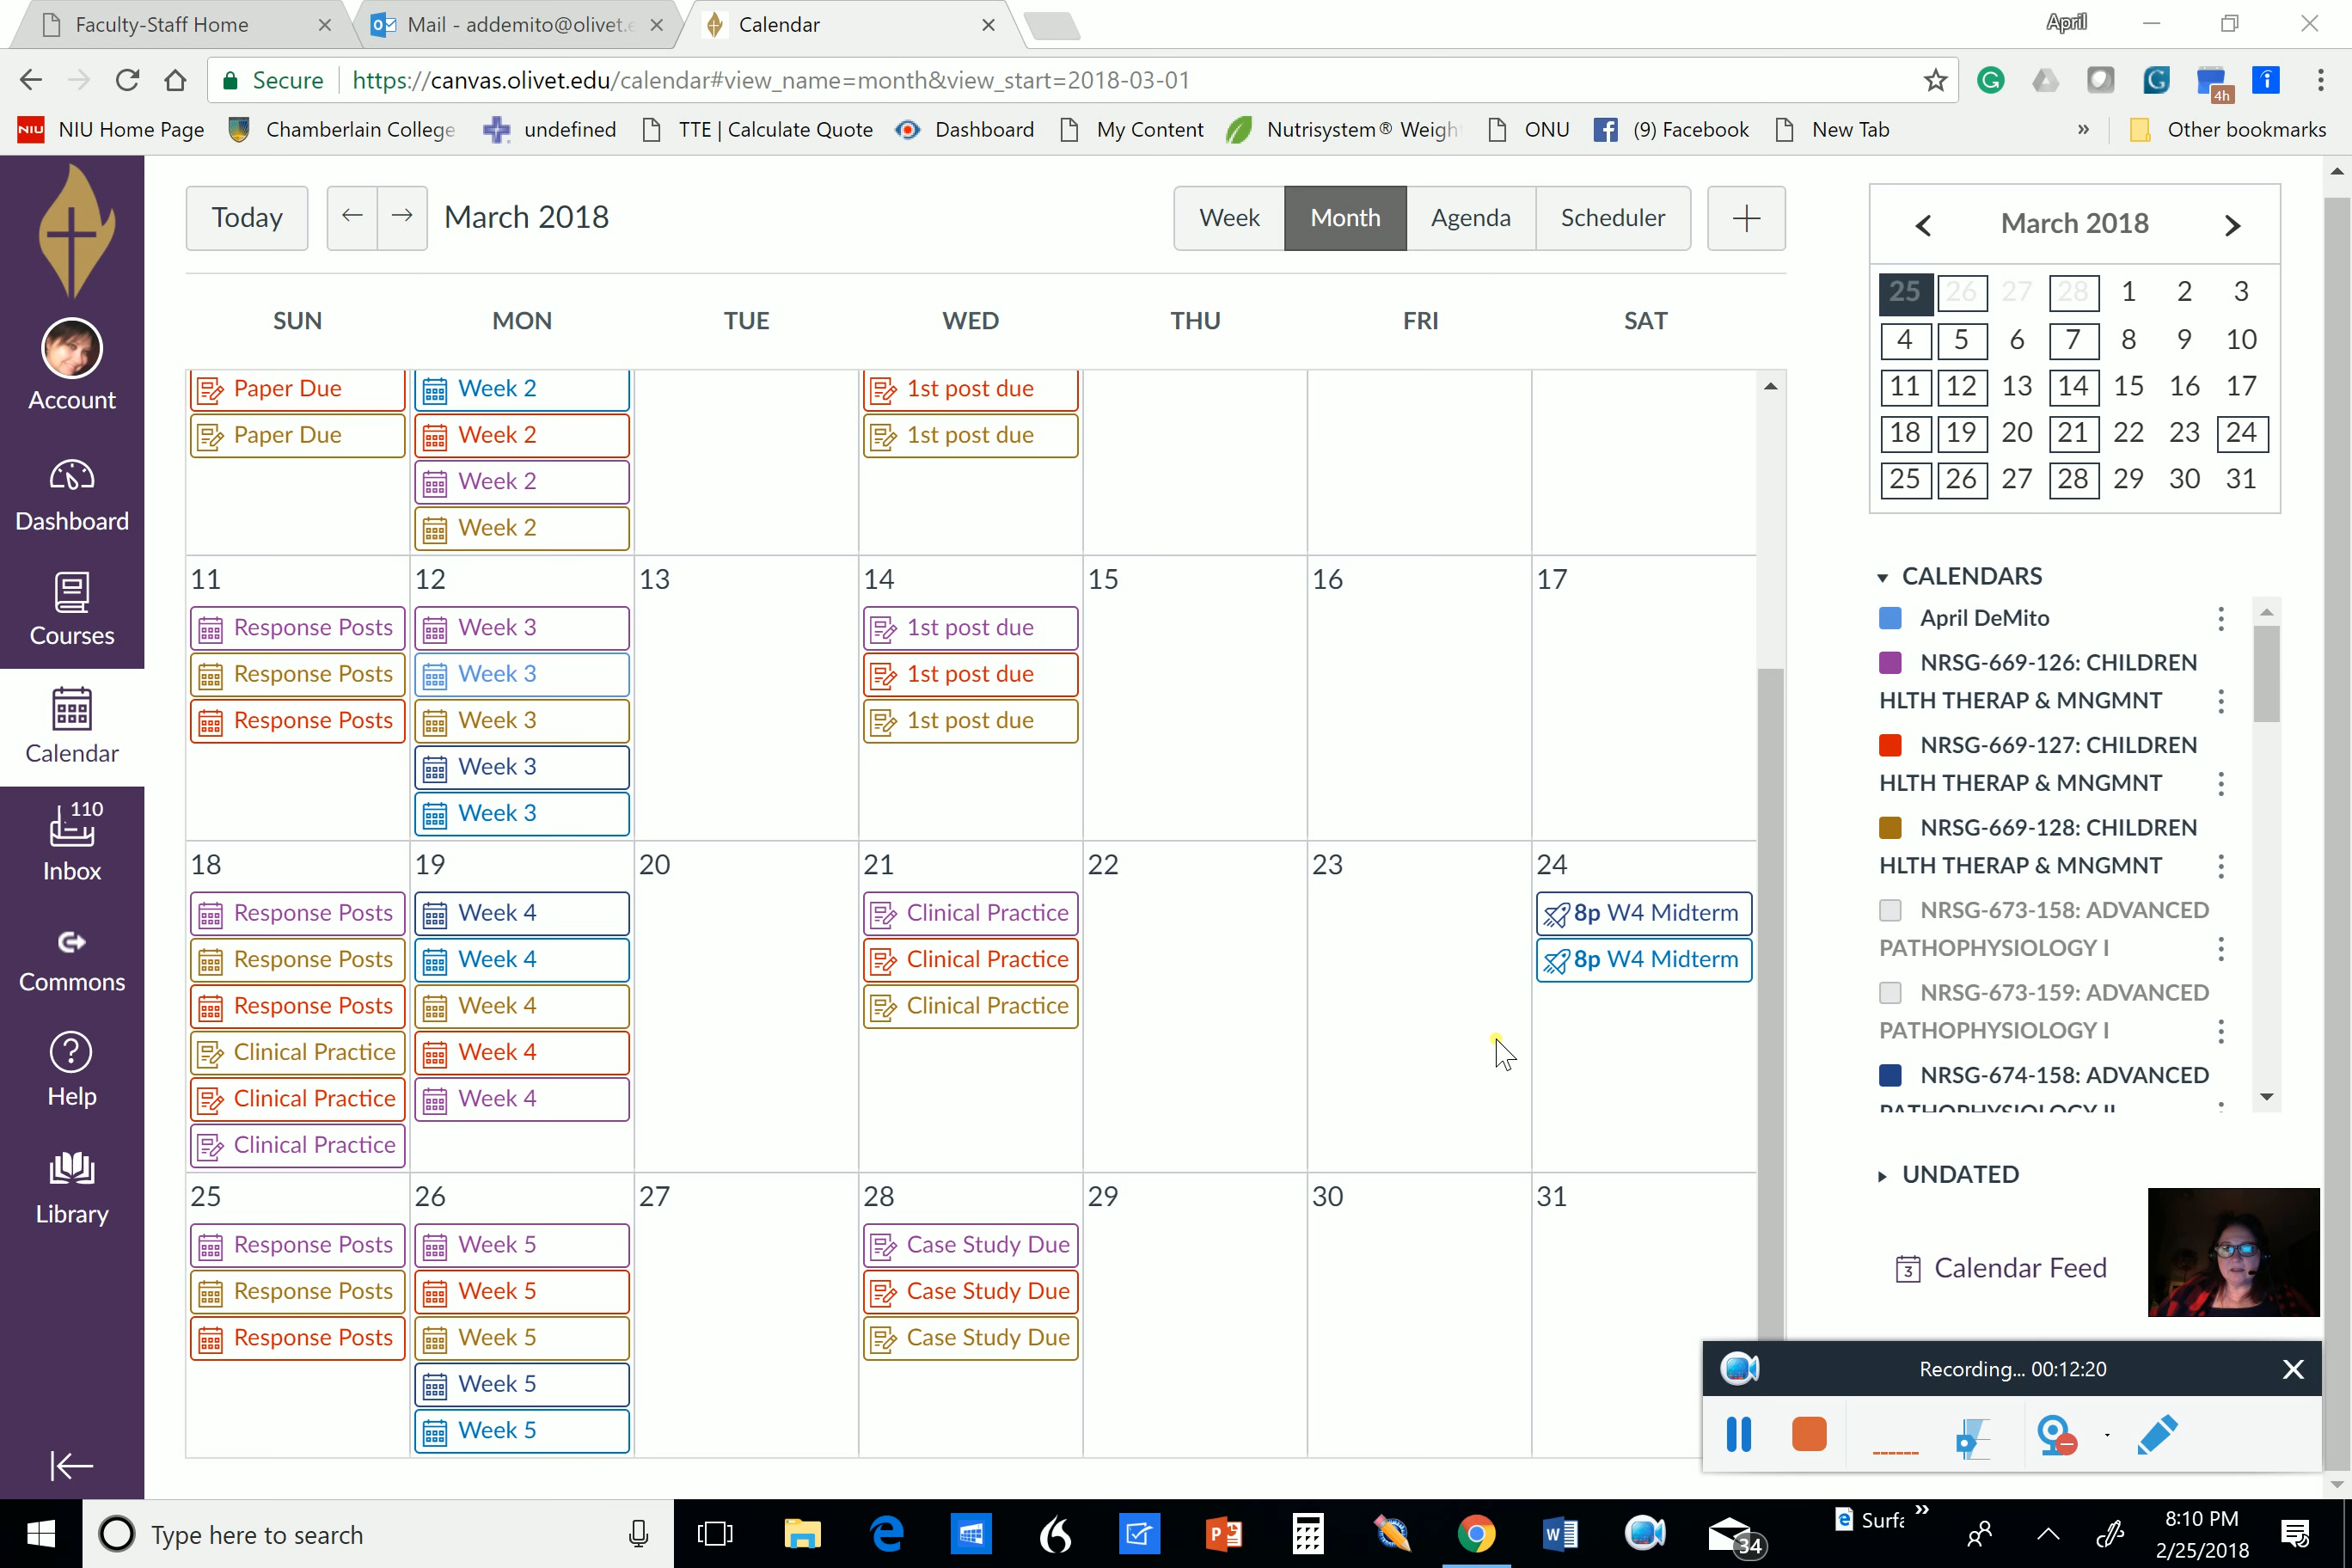 Faculty-Staff Home
Mail - addemito@olivet.e
Calendar
April
Secure
https://canvas.olivet.edu/calendar#view_name=month&view_start=2018-03-01
4h
NIU NIU Home Page
Chamberlain College
undefined
TTE | Calculate Quote
Dashboard
My Content
Nutrisystem® Weigh
ONU
(9) Facebook
New Tab
»
Other bookmarks
Account
Dashboard
Courses
Calendar
110
Inbox
Commons
Help
Library
Today
March 2018
Week Month Agenda Scheduler
SUN MON TUE WED THU FRI SAT
Paper Due Week 2 1st post due
Paper Due Week 2 1st post due
Week 2
Week 2
11 12 13 14 15 16 17
Response Posts Week 3 1st post due
Response Posts Week 3 1st post due
Response Posts Week 3 1st post due
Week 3
Week 3
18 19 20 21 22 23 24
Response Posts Week 4 Clinical Practice 8p W4 Midterm
Response Posts Week 4 Clinical Practice 8p W4 Midterm
Response Posts Week 4 Clinical Practice
Clinical Practice Week 4
Clinical Practice Week 4
Clinical Practice
25 26 27 28 29 30 31
Response Posts Week 5 Case Study Due
Response Posts Week 5 Case Study Due
Response Posts Week 5 Case Study Due
Week 5
Week 5
March 2018
25 26 27 28 1 2 3
4 5 6 7 8 9 10
11 12 13 14 15 16 17
18 19 20 21 22 23 24
25 26 27 28 29 30 31
CALENDARS
April DeMito
NRSG-669-126: CHILDREN
HLTH THERAP & MNGMNT
NRSG-669-127: CHILDREN
HLTH THERAP & MNGMNT
NRSG-669-128: CHILDREN
HLTH THERAP & MNGMNT
NRSG-673-158: ADVANCED
PATHOPHYSIOLOGY I
NRSG-673-159: ADVANCED
PATHOPHYSIOLOGY I
NRSG-674-158: ADVANCED
PATHOPHYSIOLOGY II
UNDATED
3 Calendar Feed
Recording... 00:12:20
Type here to search
34
Surfa
»
8:10 PM
2/25/2018